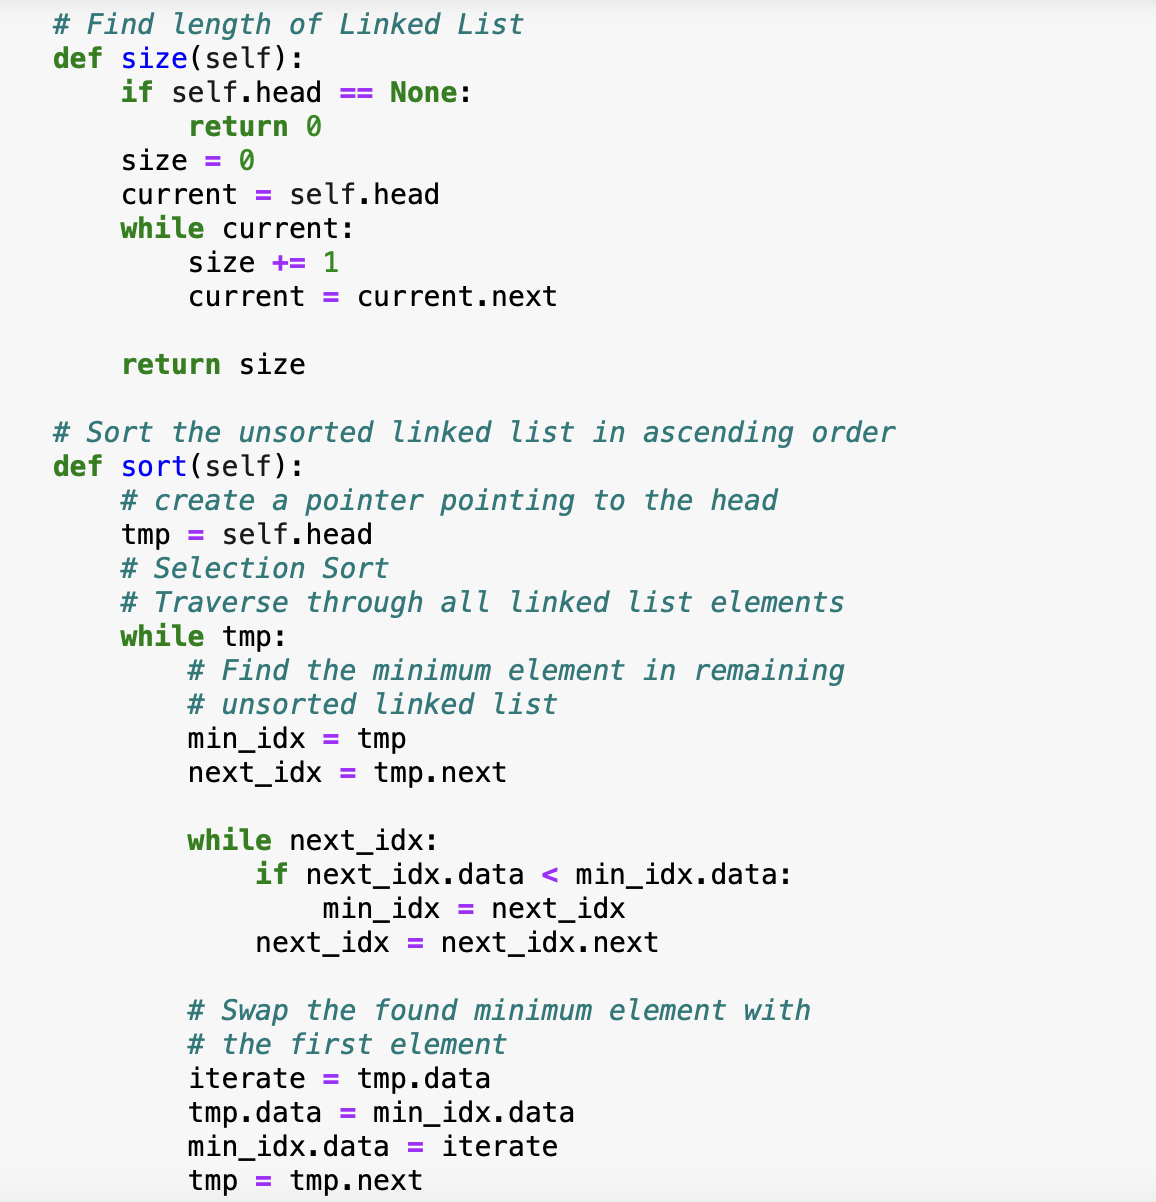 # Find length of Linked List
def size(self):
    if self.head == None:
        return 0
    size = 0
    current = self.head
    while current:
        size += 1
        current = current.next

    return size

# Sort the unsorted linked list in ascending order
def sort(self):
    # create a pointer pointing to the head
    tmp = self.head
    # Selection Sort
    # Traverse through all linked list elements
    while tmp:
        # Find the minimum element in remaining
        # unsorted linked list
        min_idx = tmp
        next_idx = tmp.next

        while next_idx:
            if next_idx.data < min_idx.data:
                min_idx = next_idx
            next_idx = next_idx.next

        # Swap the found minimum element with
        # the first element
        iterate = tmp.data
        tmp.data = min_idx.data
        min_idx.data = iterate
        tmp = tmp.next